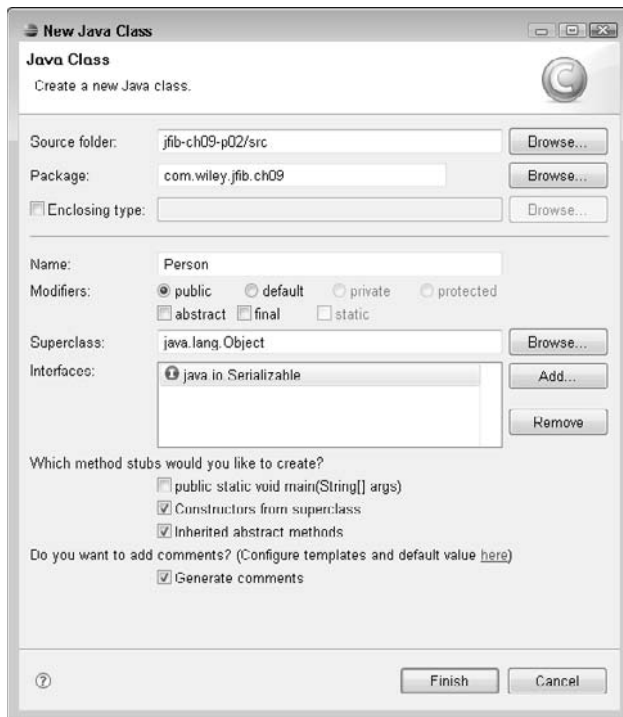 New Java Class
Java Class
Create a new Java class.
Source folder: jfib-ch09-p02/src Browse...
Package: com.wiley.jfib.ch09 Browse...
Enclosing type: Browse...
Name: Person
Modifiers: public default private protected
abstract final static
Superclass: java.lang.Object Browse...
Interfaces: java.io.Serializable Add...
Remove
Which method stubs would you like to create?
public static void main(String[] args)
Constructors from superclass
Inherited abstract methods
Do you want to add comments? (Configure templates and default value here)
Generate comments
Finish Cancel